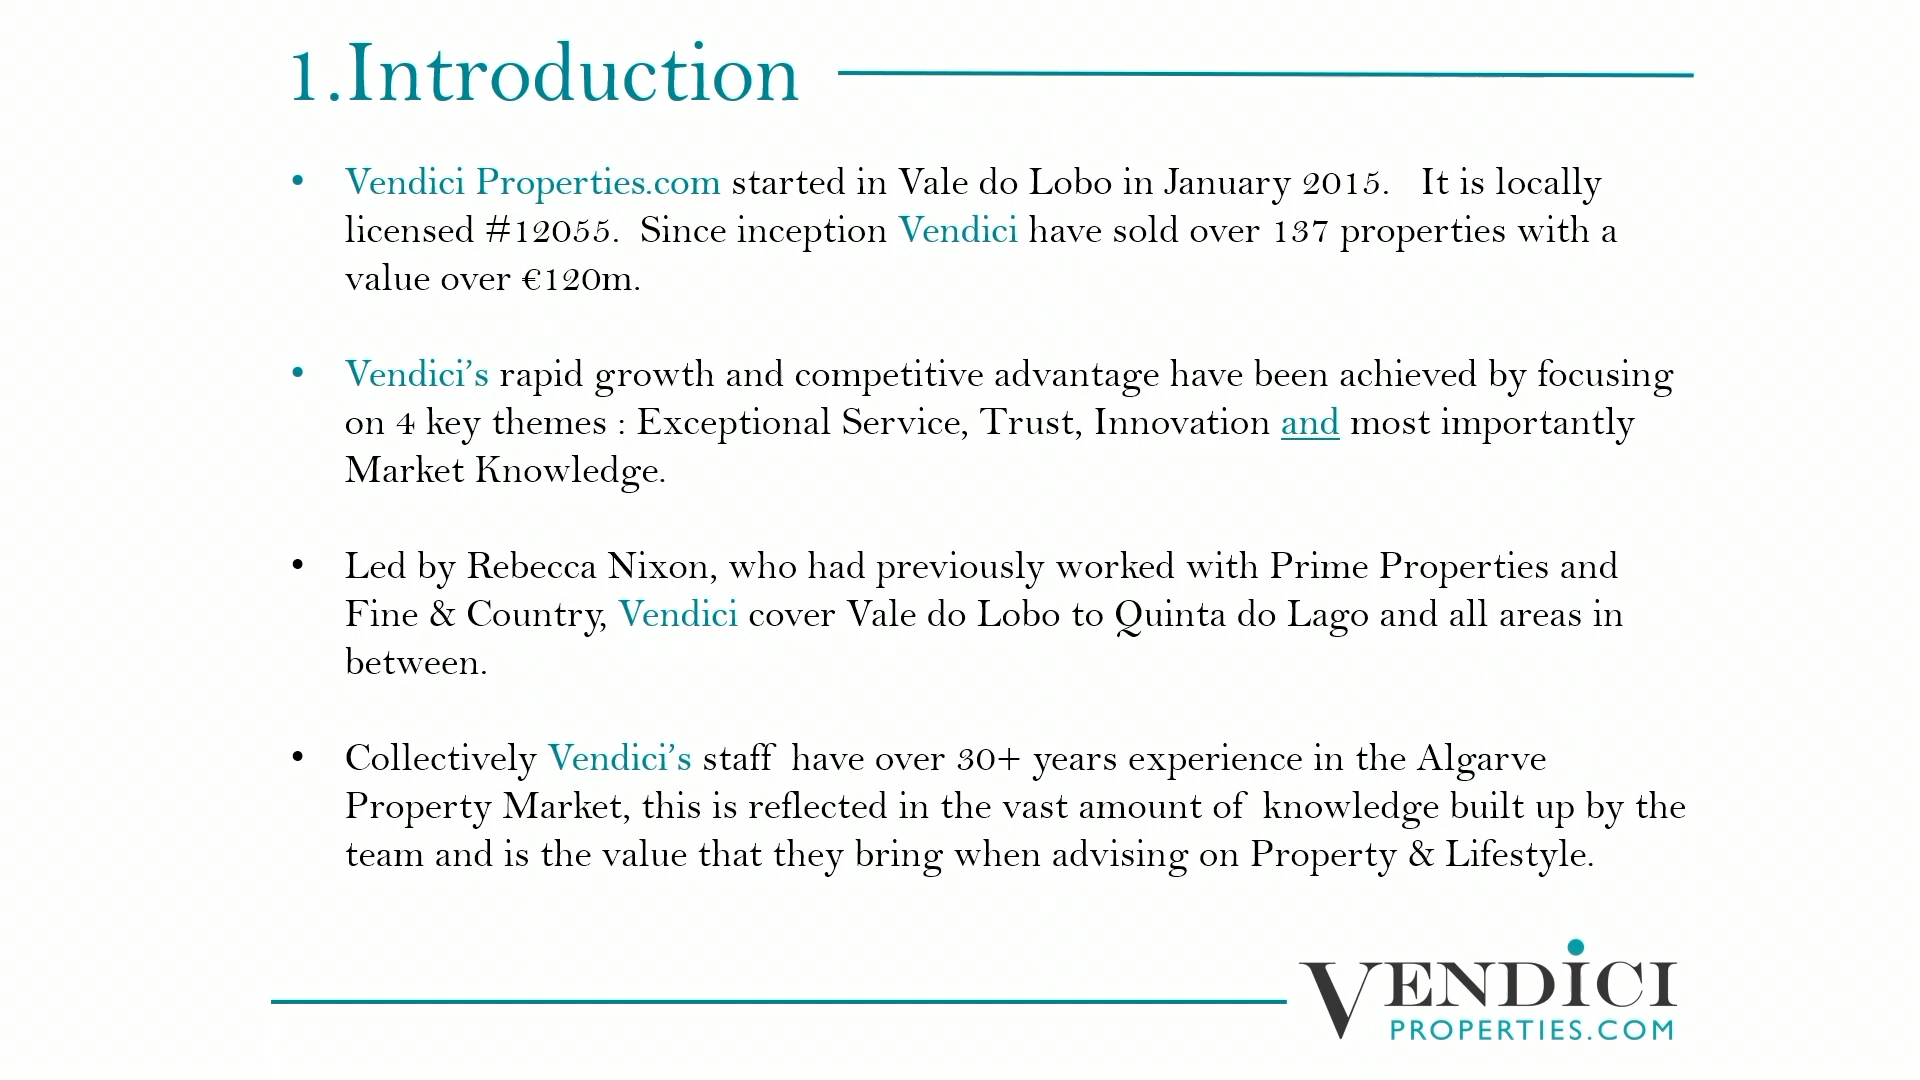 1.Introduction
• Vendici Properties.com started in Vale do Lobo in January 2015.   It is locally
licensed #12055.  Since inception Vendici have sold over 137 properties with a
value over €120m.
• Vendici’s rapid growth and competitive advantage have been achieved by focusing
on 4 key themes : Exceptional Service, Trust, Innovation and most importantly
Market Knowledge.
• Led by Rebecca Nixon, who had previously worked with Prime Properties and
Fine & Country, Vendici cover Vale do Lobo to Quinta do Lago and all areas in
between.
• Collectively Vendici’s staff  have over 30+ years experience in the Algarve
Property Market, this is reflected in the vast amount of  knowledge built up by the
team and is the value that they bring when advising on Property & Lifestyle.
VENDiCI
PROPERTIES.COM